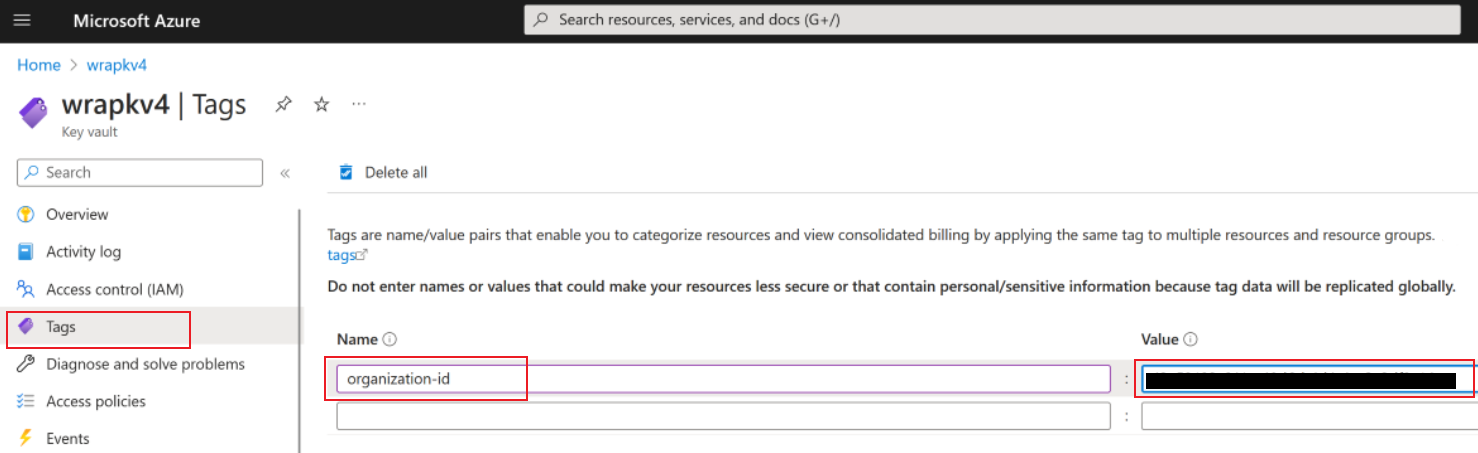 Microsoft Azure
Search resources, services, and docs (G+/)
Home > wrapkv4
wrapkv4 | Tags
Key vault
Search
«
Delete all
Overview
Activity log
Access control (IAM)
Tags
Diagnose and solve problems
Access policies
Events
Tags are name/value pairs that enable you to categorize resources and view consolidated billing by applying the same tag to multiple resources and resource groups.
tags
Do not enter names or values that could make your resources less secure or that contain personal/sensitive information because tag data will be replicated globally.
Name
Value
organization-id :
: